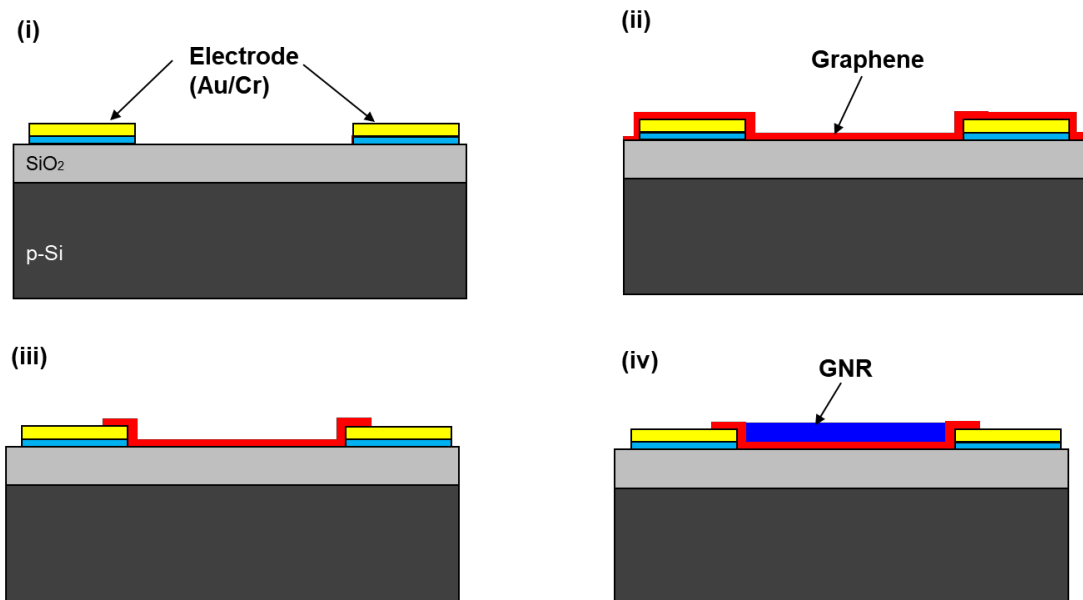 (i)
Electrode
(Au/Cr)
SiO₂
p-Si
(ii)
Graphene
(iii)
(iv)
GNR